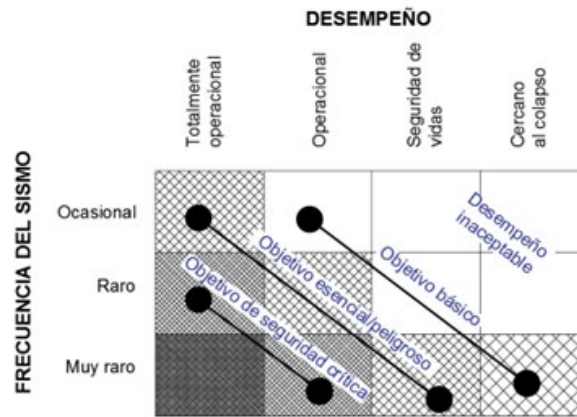 DESEMPEÑO
Totalmente
operacional
Operacional
Seguridad de
vidas
Cercano
al colapso
FRECUENCIA DEL SISMO
Ocasional
Raro
Muy raro
Desempeño
inaceptable
Objetivo básico
Objetivo esencial/peligroso
Objetivo de seguridad crítica